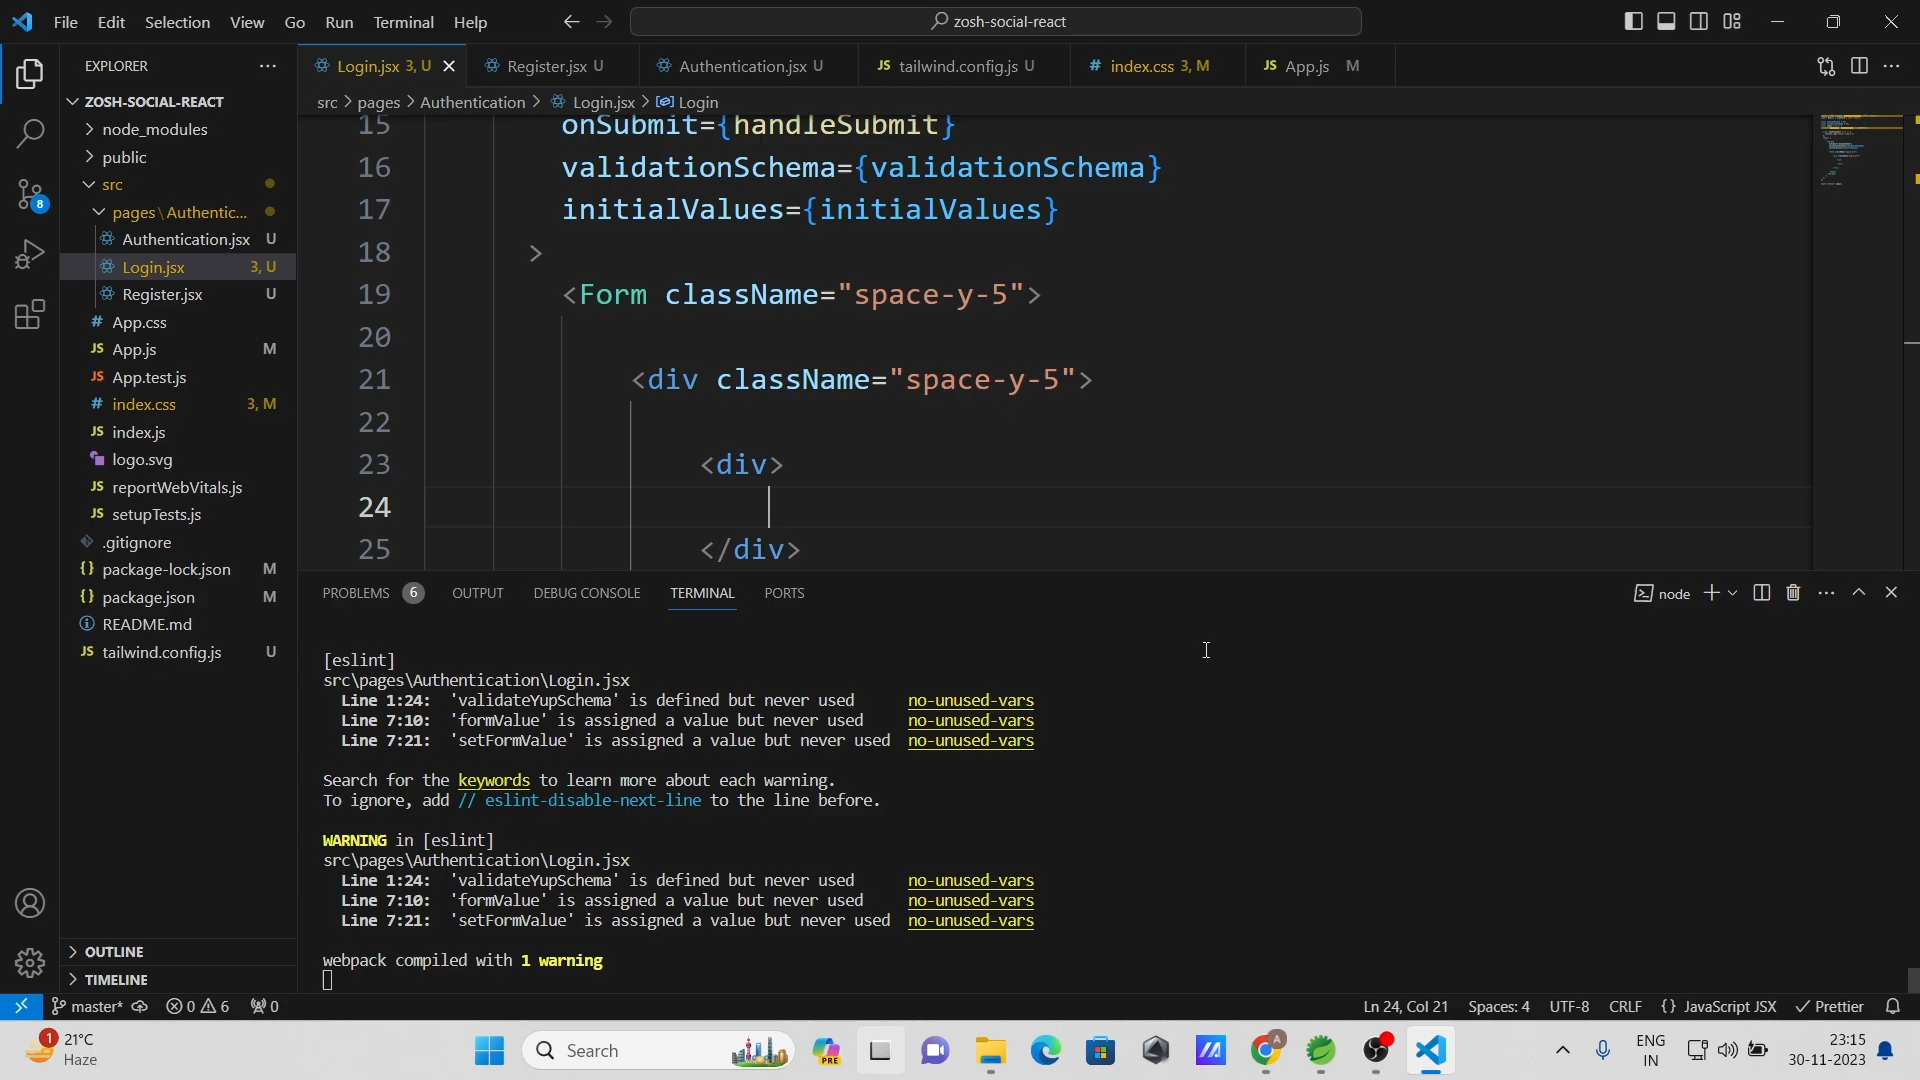 File Edit Selection View Go Run Terminal Help
zosh-social-react
EXPLORER
Login.jsx 3, U
Register.jsx U
Authentication.jsx U
JS tailwind.config.js U
# index.css 3, M
JS App.js M
src > pages > Authentication > Login.jsx > Login
ZOSH-SOCIAL-REACT
node_modules
public
src
pages\Authentic...
Authentication.jsx U
Login.jsx 3, U
Register.jsx U
# App.css
JS App.js M
JS App.test.js
# index.css 3, M
JS index.js
logo.svg
JS reportWebVitals.js
JS setupTests.js
.gitignore
{} package-lock.json M
{} package.json M
README.md
JS tailwind.config.js U
OUTLINE
TIMELINE
8
15 onSubmit={handleSubmit}
16 validationSchema={validationSchema}
17 initialValues={initialValues}
18 >
19 <Form className="space-y-5">
20
21 <div className="space-y-5">
22
23 <div>
24
25 </div>
PROBLEMS 6 OUTPUT DEBUG CONSOLE TERMINAL PORTS
node
[eslint]
src\pages\Authentication\Login.jsx
Line 1:24: 'validateYupSchema' is defined but never used no-unused-vars
Line 7:10: 'formValue' is assigned a value but never used no-unused-vars
Line 7:21: 'setFormValue' is assigned a value but never used no-unused-vars
Search for the keywords to learn more about each warning.
To ignore, add // eslint-disable-next-line to the line before.
WARNING in [eslint]
src\pages\Authentication\Login.jsx
Line 1:24: 'validateYupSchema' is defined but never used no-unused-vars
Line 7:10: 'formValue' is assigned a value but never used no-unused-vars
Line 7:21: 'setFormValue' is assigned a value but never used no-unused-vars
webpack compiled with 1 warning
master* 0 6 0
Ln 24, Col 21 Spaces: 4 UTF-8 CRLF {} JavaScript JSX Prettier
1
21°C
Haze
Search
PRE
A
ENG
IN
23:15
30-11-2023